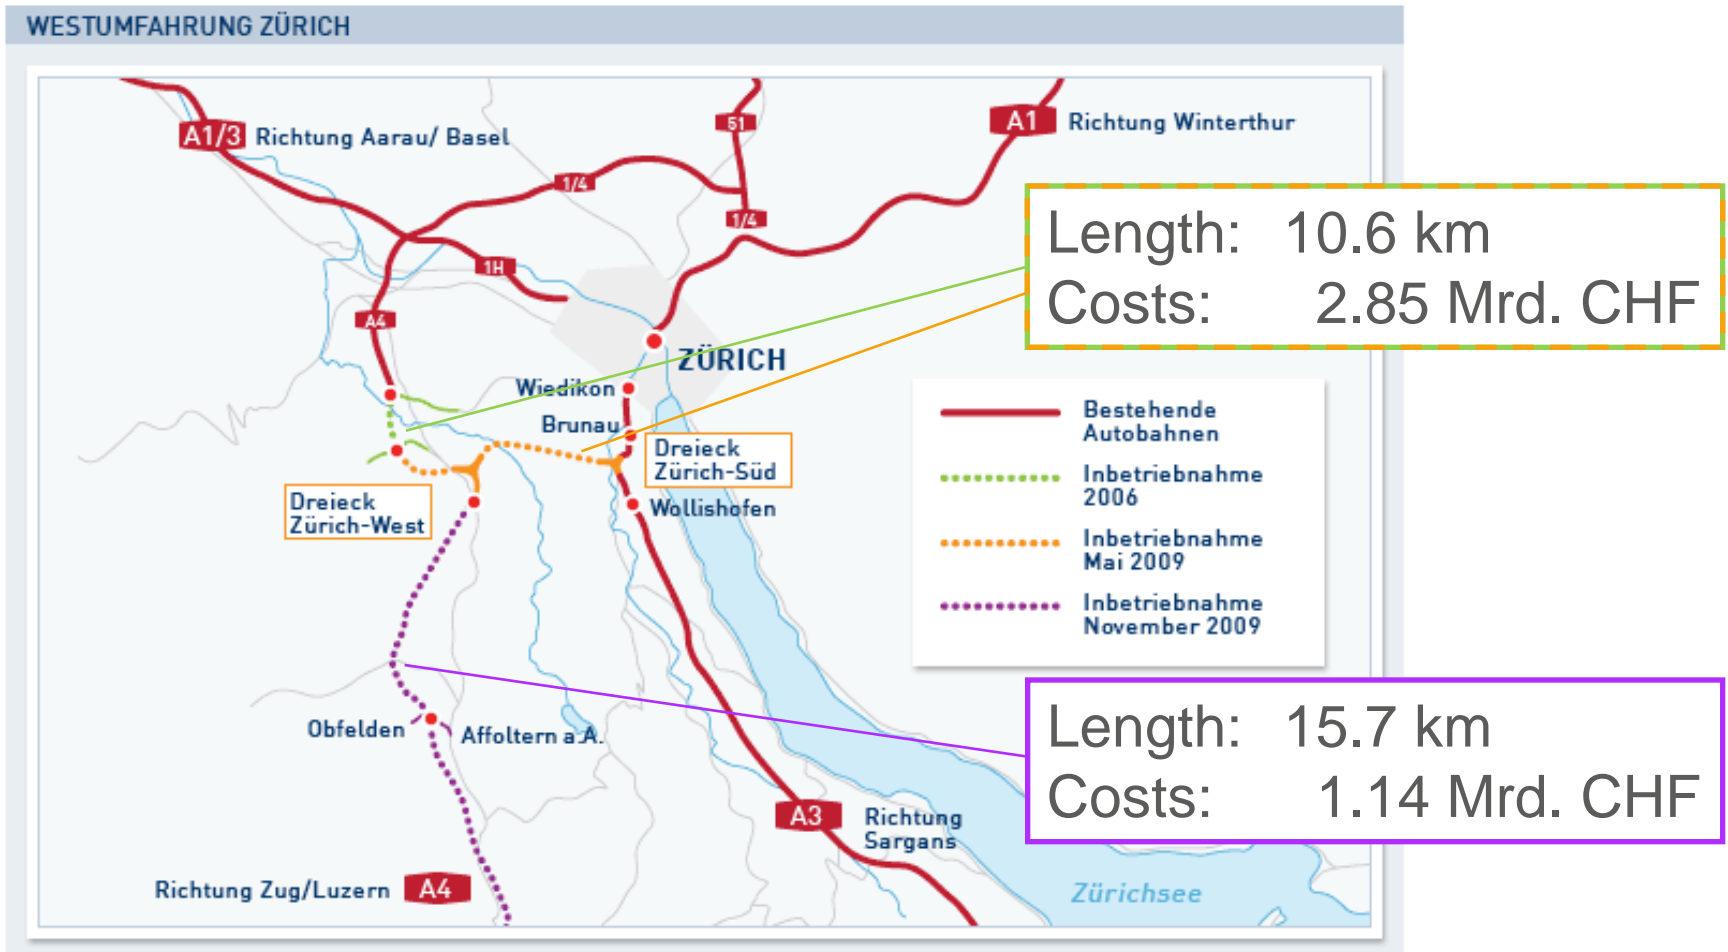 WESTUMFAHRUNG ZÜRICH
A1/3 Richtung Aarau/ Basel
51
A1 Richtung Winterthur
1/4
1/4
1H
A4
Length: 10.6 km
Costs: 2.85 Mrd. CHF
ZÜRICH
Wiedikon
Brunau
Dreieck
Zürich-Süd
Wollishofen
Dreieck
Zürich-West
Bestehende
Autobahnen
Inbetriebnahme
2006
Inbetriebnahme
Mai 2009
Inbetriebnahme
November 2009
Length: 15.7 km
Costs: 1.14 Mrd. CHF
Obfelden
Affoltern a.A.
A3 Richtung
Sargans
Richtung Zug/Luzern A4
Zürichsee